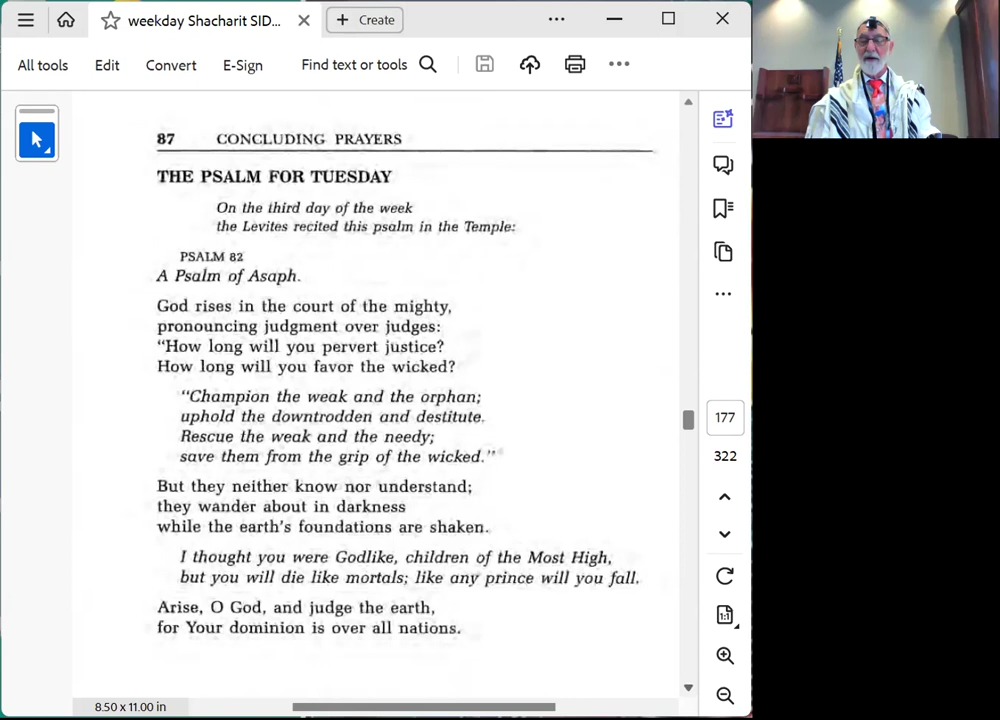 weekday Shacharit SID...
Create
All tools
Edit
Convert
E-Sign
Find text or tools
87 CONCLUDING PRAYERS
THE PSALM FOR TUESDAY
On the third day of the week
the Levites recited this psalm in the Temple:
PSALM 82
A Psalm of Asaph.
God rises in the court of the mighty,
pronouncing judgment over judges:
“How long will you pervert justice?
How long will you favor the wicked?
“Champion the weak and the orphan;
uphold the downtrodden and destitute.
Rescue the weak and the needy;
save them from the grip of the wicked.”
But they neither know nor understand;
they wander about in darkness
while the earth's foundations are shaken.
I thought you were Godlike, children of the Most High,
but you will die like mortals; like any prince will you fall.
Arise, O God, and judge the earth,
for Your dominion is over all nations.
177
322
1:1
8.50 x 11.00 in